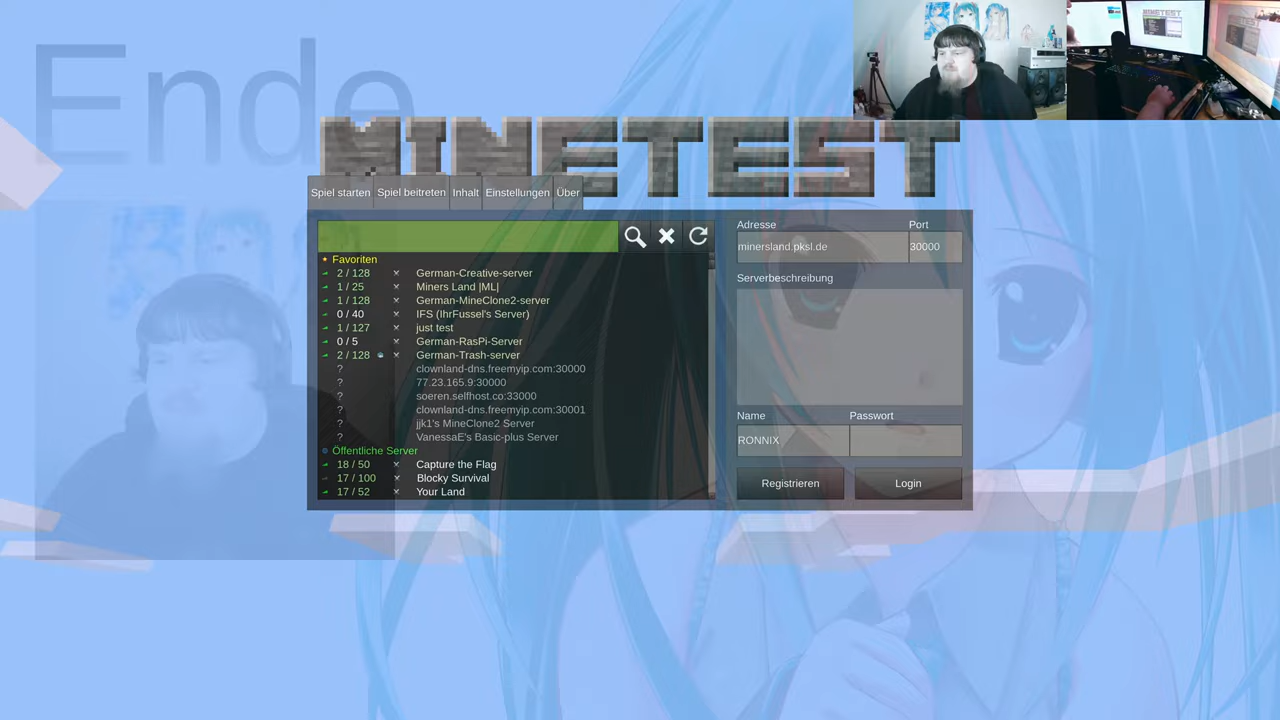 Ende
MINETEST
MINETEST
Spiel starten Spiel beitreten Inhalt Einstellungen Über
Adresse Port
minersland.pksl.de 30000
Favoriten
2 / 128 German-Creative-server
1 / 25 Miners Land |ML|
1 / 128 German-MineClone2-server
0 / 40 IFS (IhrFussel's Server)
1 / 127 just test
0 / 5 German-RasPi-Server
2 / 128 German-Trash-server
? clownland-dns.freemyip.com:30000
? 77.23.165.9:30000
? soeren.selfhost.co:33000
? clownland-dns.freemyip.com:30001
? jjk1's MineClone2 Server
? VanessaE's Basic-plus Server
Öffentliche Server
18 / 50 Capture the Flag
17 / 100 Blocky Survival
17 / 52 Your Land
Serverbeschreibung
Name Passwort
RONNIX
Registrieren Login